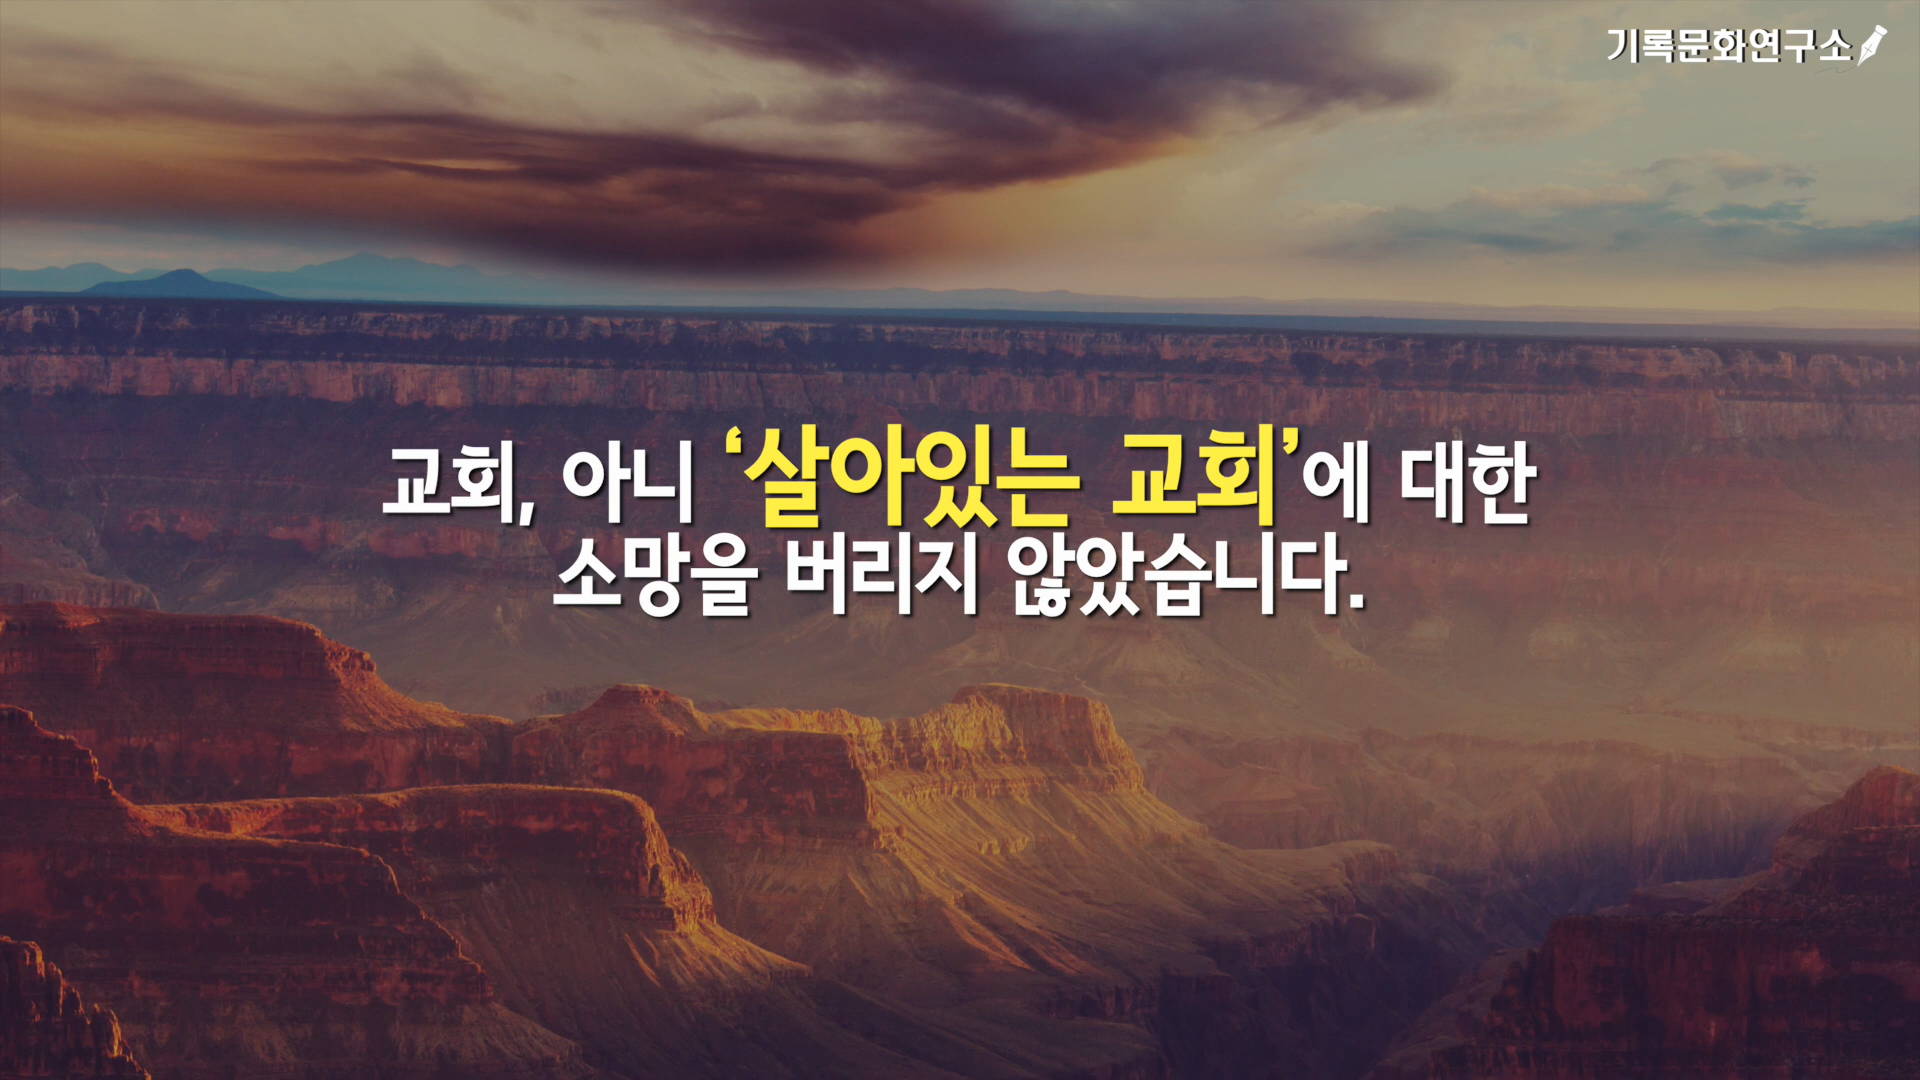 기록문화연구소
교회, 아니 ‘살아있는 교회’에 대한
소망을 버리지 않았습니다.